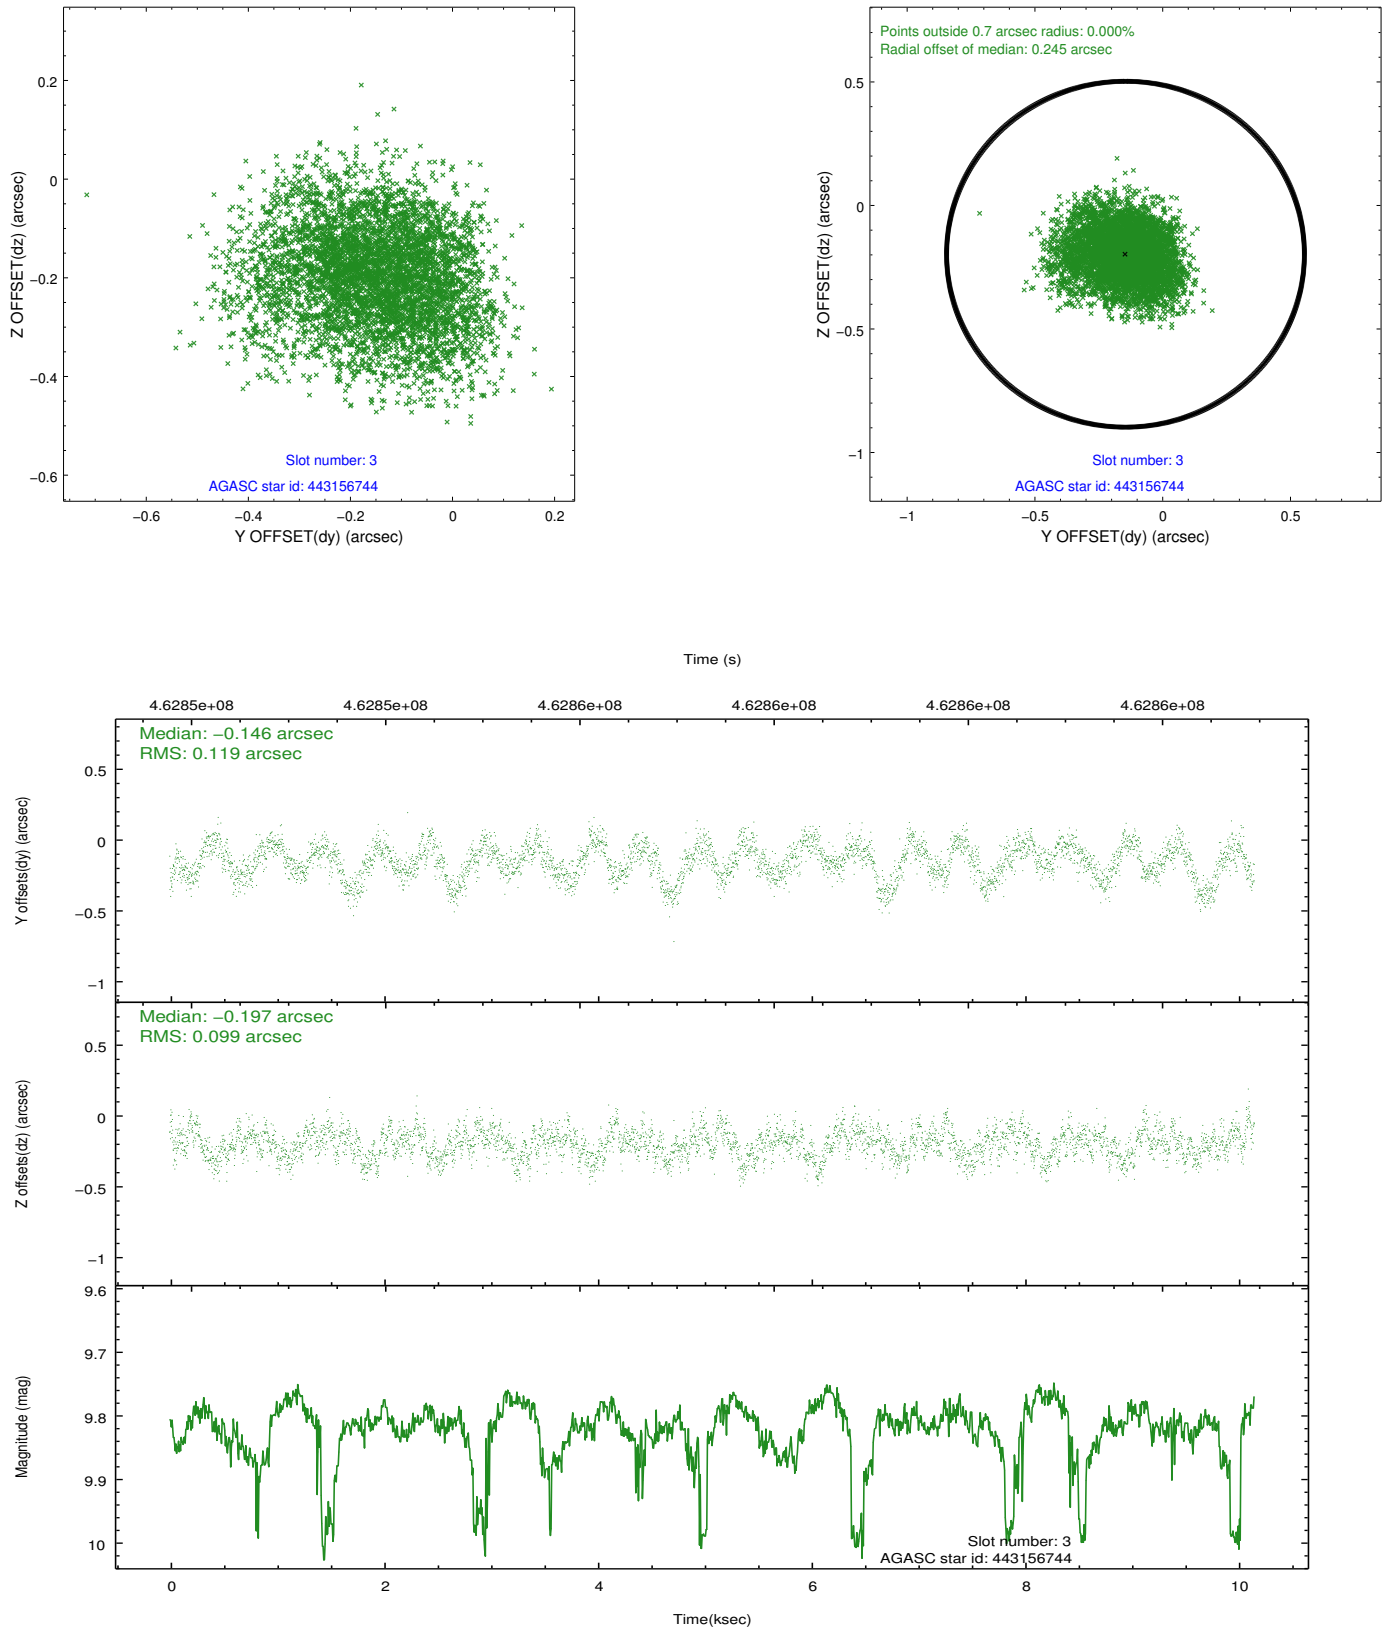 0.2
0
−0.2
−0.4
−0.6
Z OFFSET(dz) (arcsec)
Slot number: 3
AGASC star id: 443156744
−0.6 −0.4 −0.2 0 0.2
Y OFFSET(dy) (arcsec)
Points outside 0.7 arcsec radius: 0.000%
Radial offset of median: 0.245 arcsec
0.5
0
−0.5
−1
Z OFFSET(dz) (arcsec)
Slot number: 3
AGASC star id: 443156744
−1 −0.5 0 0.5
Y OFFSET(dy) (arcsec)
Time (s)
4.6285e+08 4.6285e+08 4.6286e+08 4.6286e+08 4.6286e+08 4.6286e+08
Median: −0.146 arcsec
RMS: 0.119 arcsec
0.5
0
−0.5
−1
Y offsets(dy) (arcsec)
Median: −0.197 arcsec
RMS: 0.099 arcsec
0.5
0
−0.5
−1
Z offsets(dz) (arcsec)
9.6
9.7
9.8
9.9
10
Magnitude (mag)
Slot number: 3
AGASC star id: 443156744
0 2 4 6 8 10
Time(ksec)